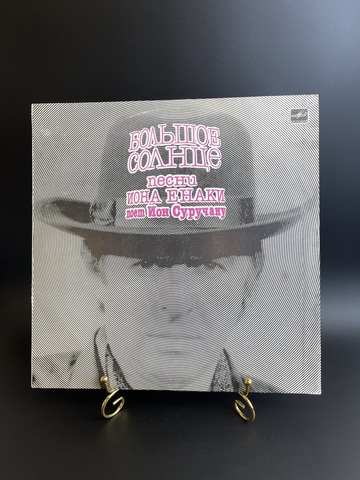 БОЛЬШОЕ
СОЛНЦЕ
песни
ИОНА ЕНАКИ
поет Ион Суручану